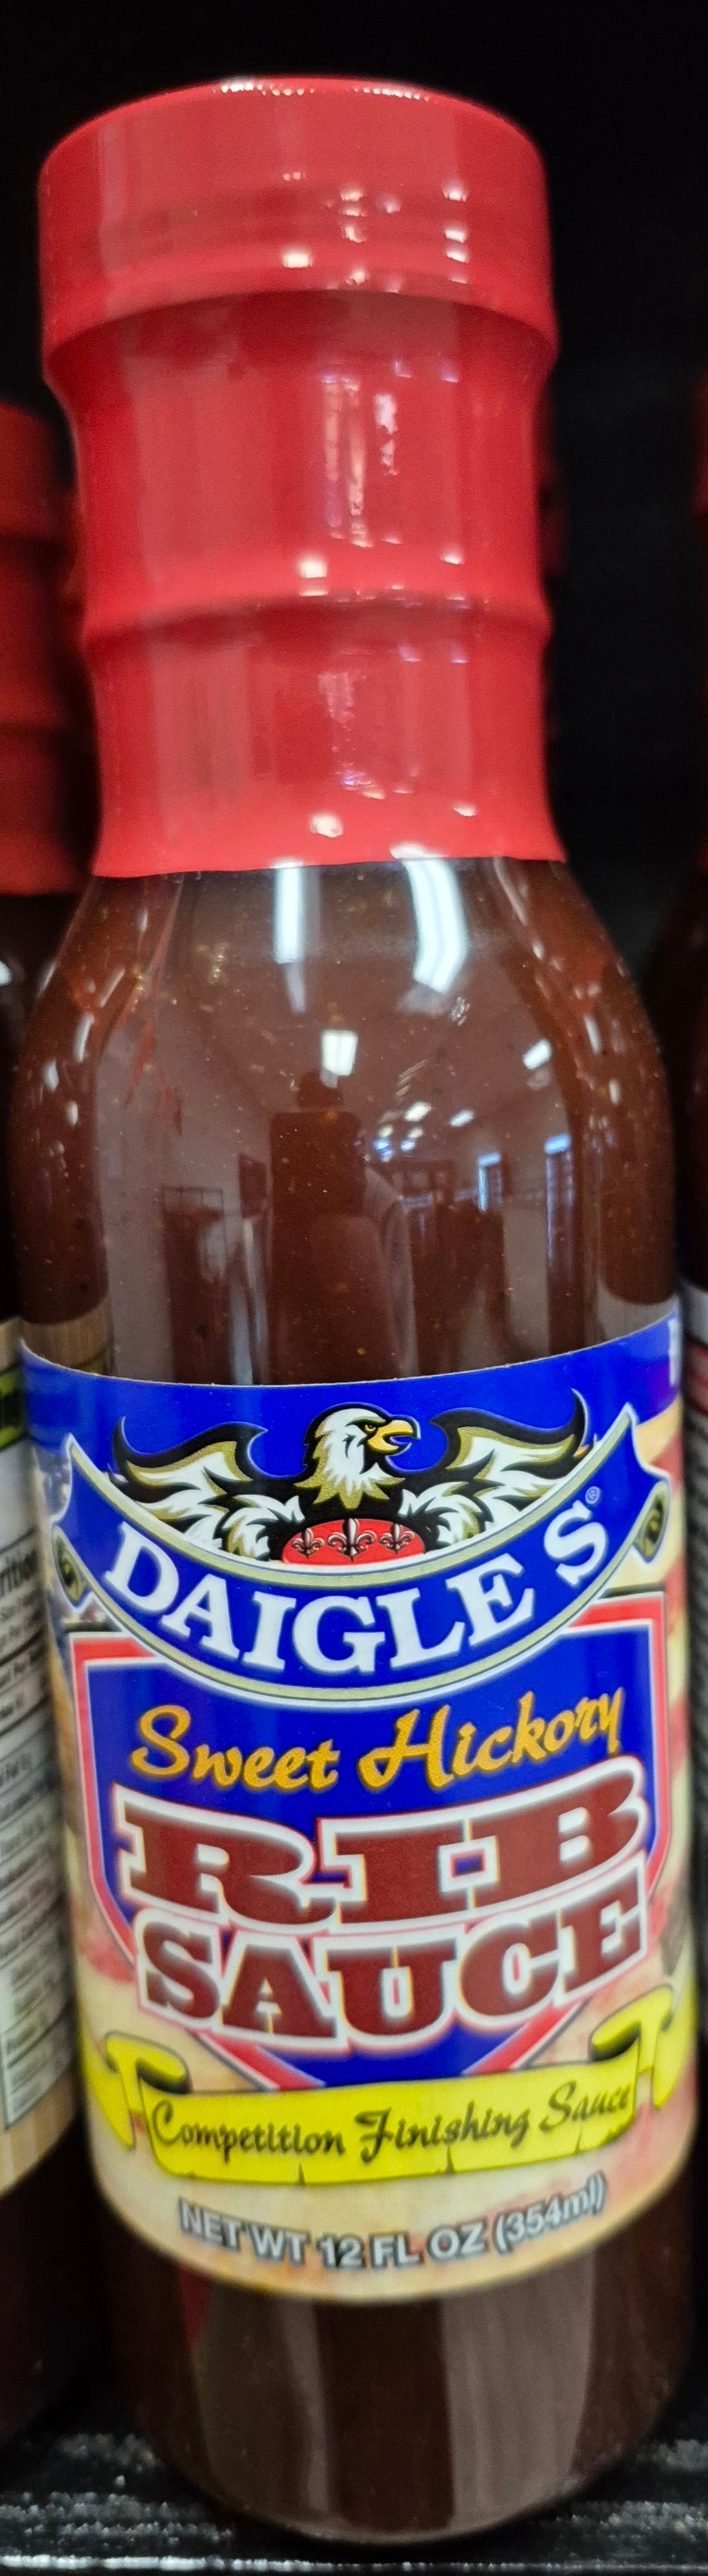 DAIGLE'S®
Sweet Hickory
RIB
SAUCE
Competition Finishing Sauce
NET WT 12 FL OZ (354ml)